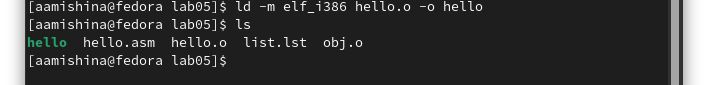 [aamishina@fedora lab05]$ ld -m elf_i386 hello.o -o hello
[aamishina@fedora lab05]$ ls
hello  hello.asm  hello.o  list.lst  obj.o
[aamishina@fedora lab05]$